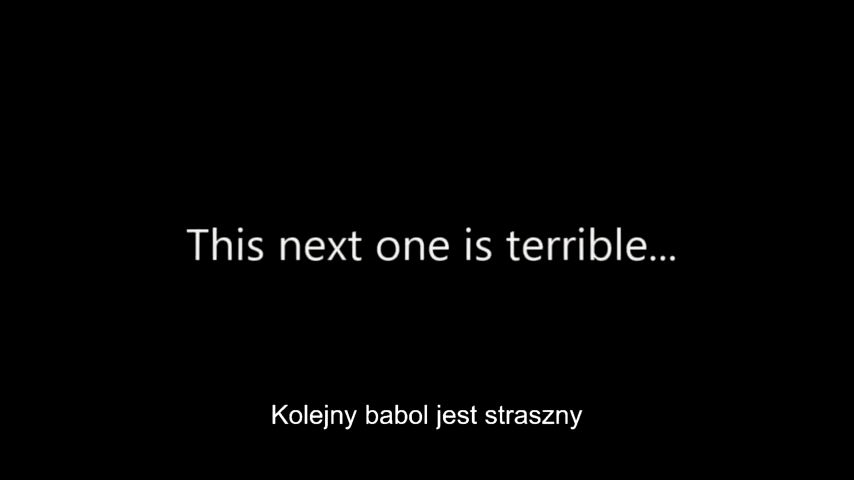 This next one is terrible...
Kolejny babol jest straszny